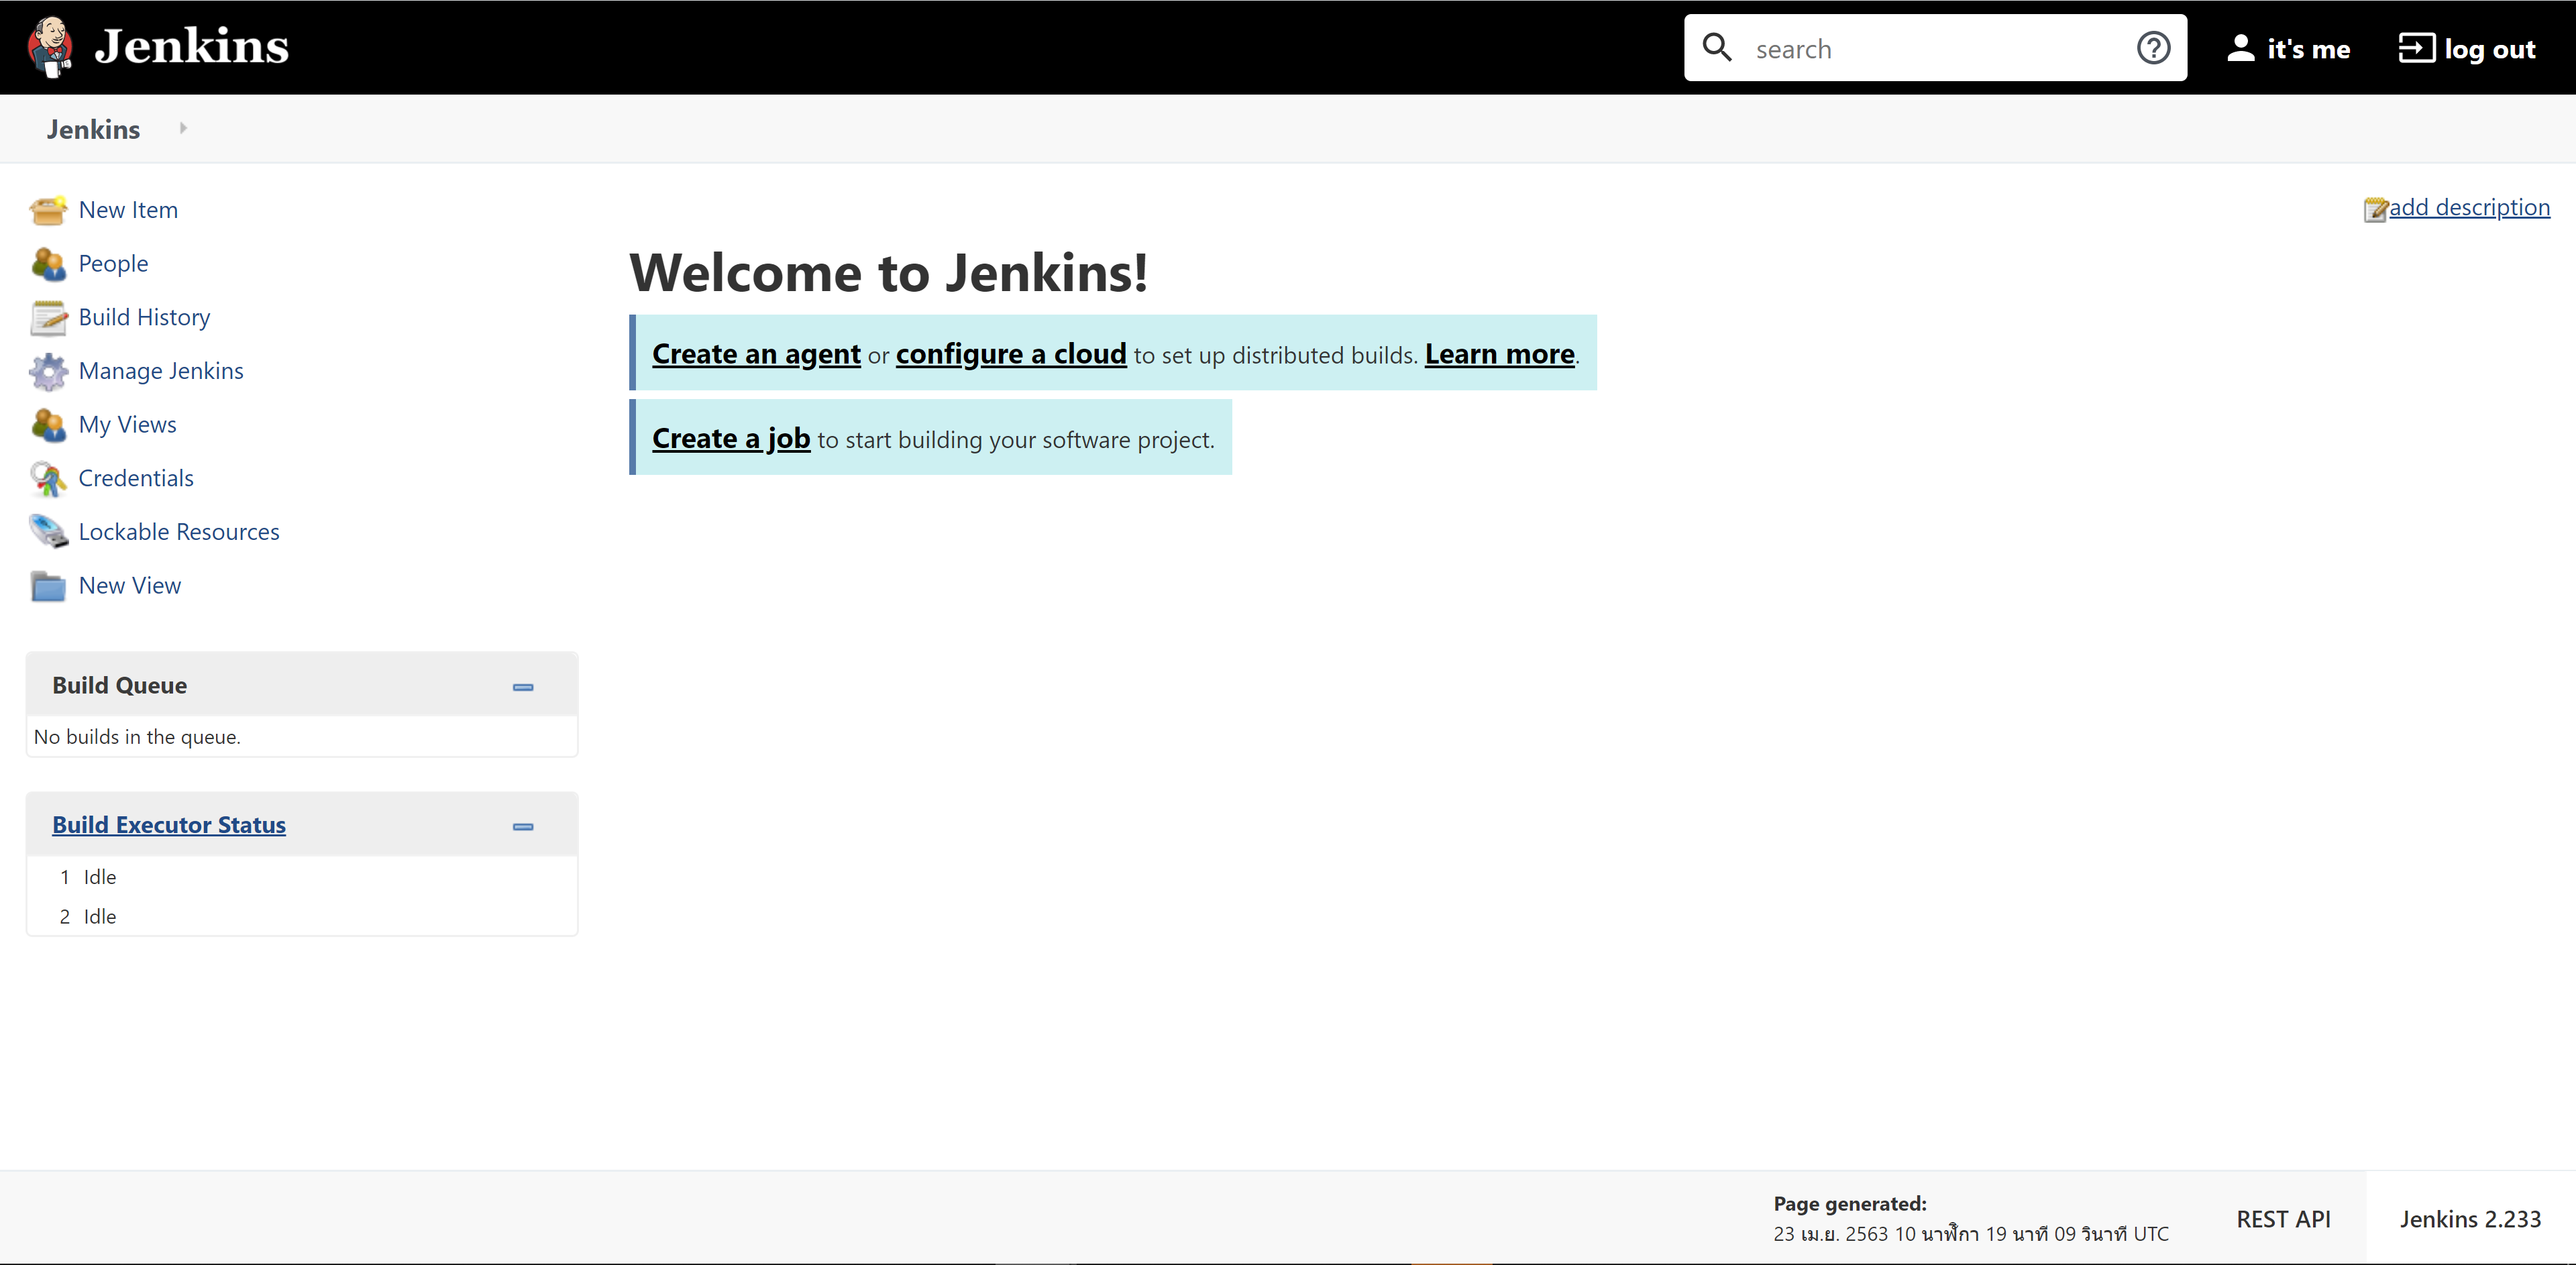 Jenkins
search
it's me
log out
Jenkins
New Item
People
Build History
Manage Jenkins
My Views
Credentials
Lockable Resources
New View
Build Queue
No builds in the queue.
Build Executor Status
1 Idle
2 Idle
add description
Welcome to Jenkins!
Create an agent or configure a cloud to set up distributed builds. Learn more.
Create a job to start building your software project.
Page generated:
23 เม.ย. 2563 10 นาฬิกา 19 นาที 09 วินาที UTC
REST API
Jenkins 2.233